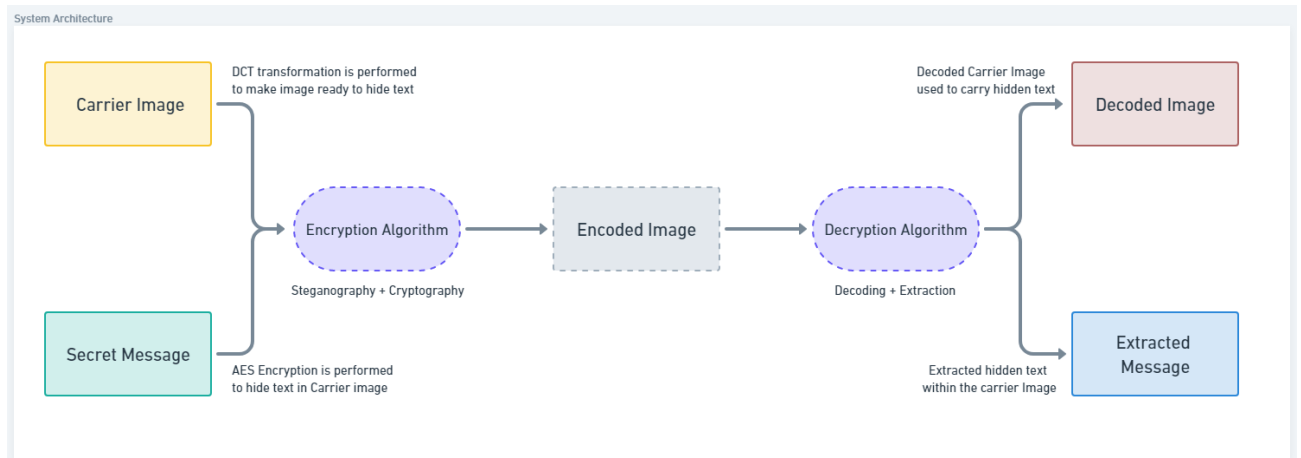 System Architecture
Carrier Image
DCT transformation is performed
to make image ready to hide text
Decoded Carrier Image
used to carry hidden text
Decoded Image
Encryption Algorithm
Encoded Image
Decryption Algorithm
Steganography + Cryptography
Decoding + Extraction
Secret Message
AES Encryption is performed
to hide text in Carrier image
Extracted hidden text
within the carrier Image
Extracted
Message